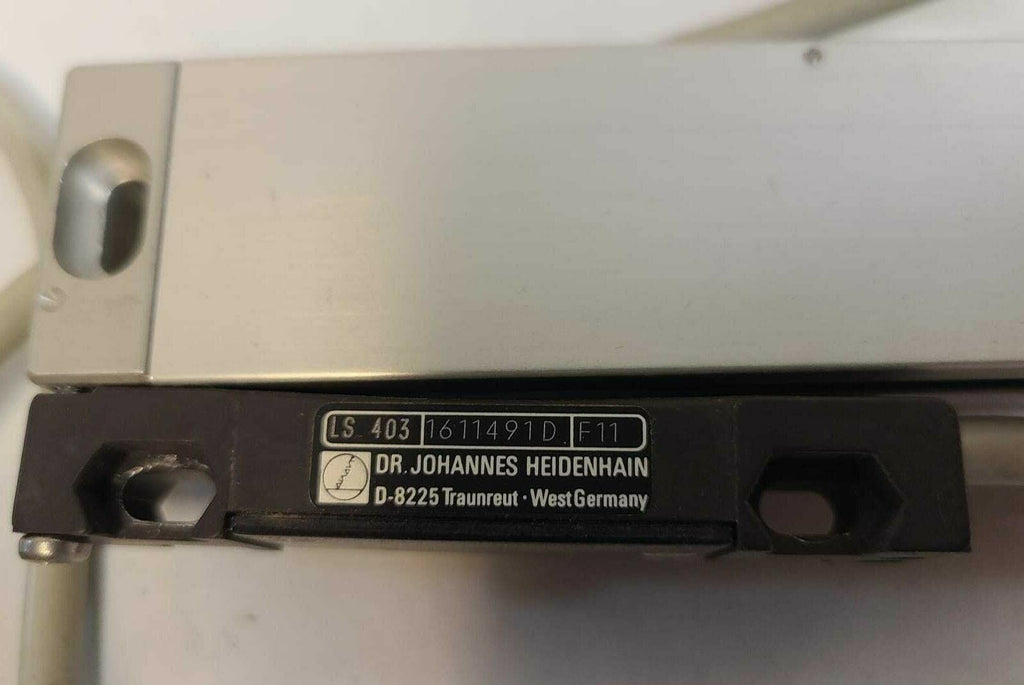 LS 403 1611491D F11
DR. JOHANNES HEIDENHAIN
D-8225 Traunreut · West Germany